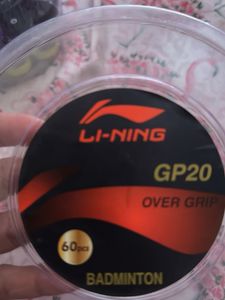 LI-NING
GP20
OVER GRIP
60pcs
BADMINTON